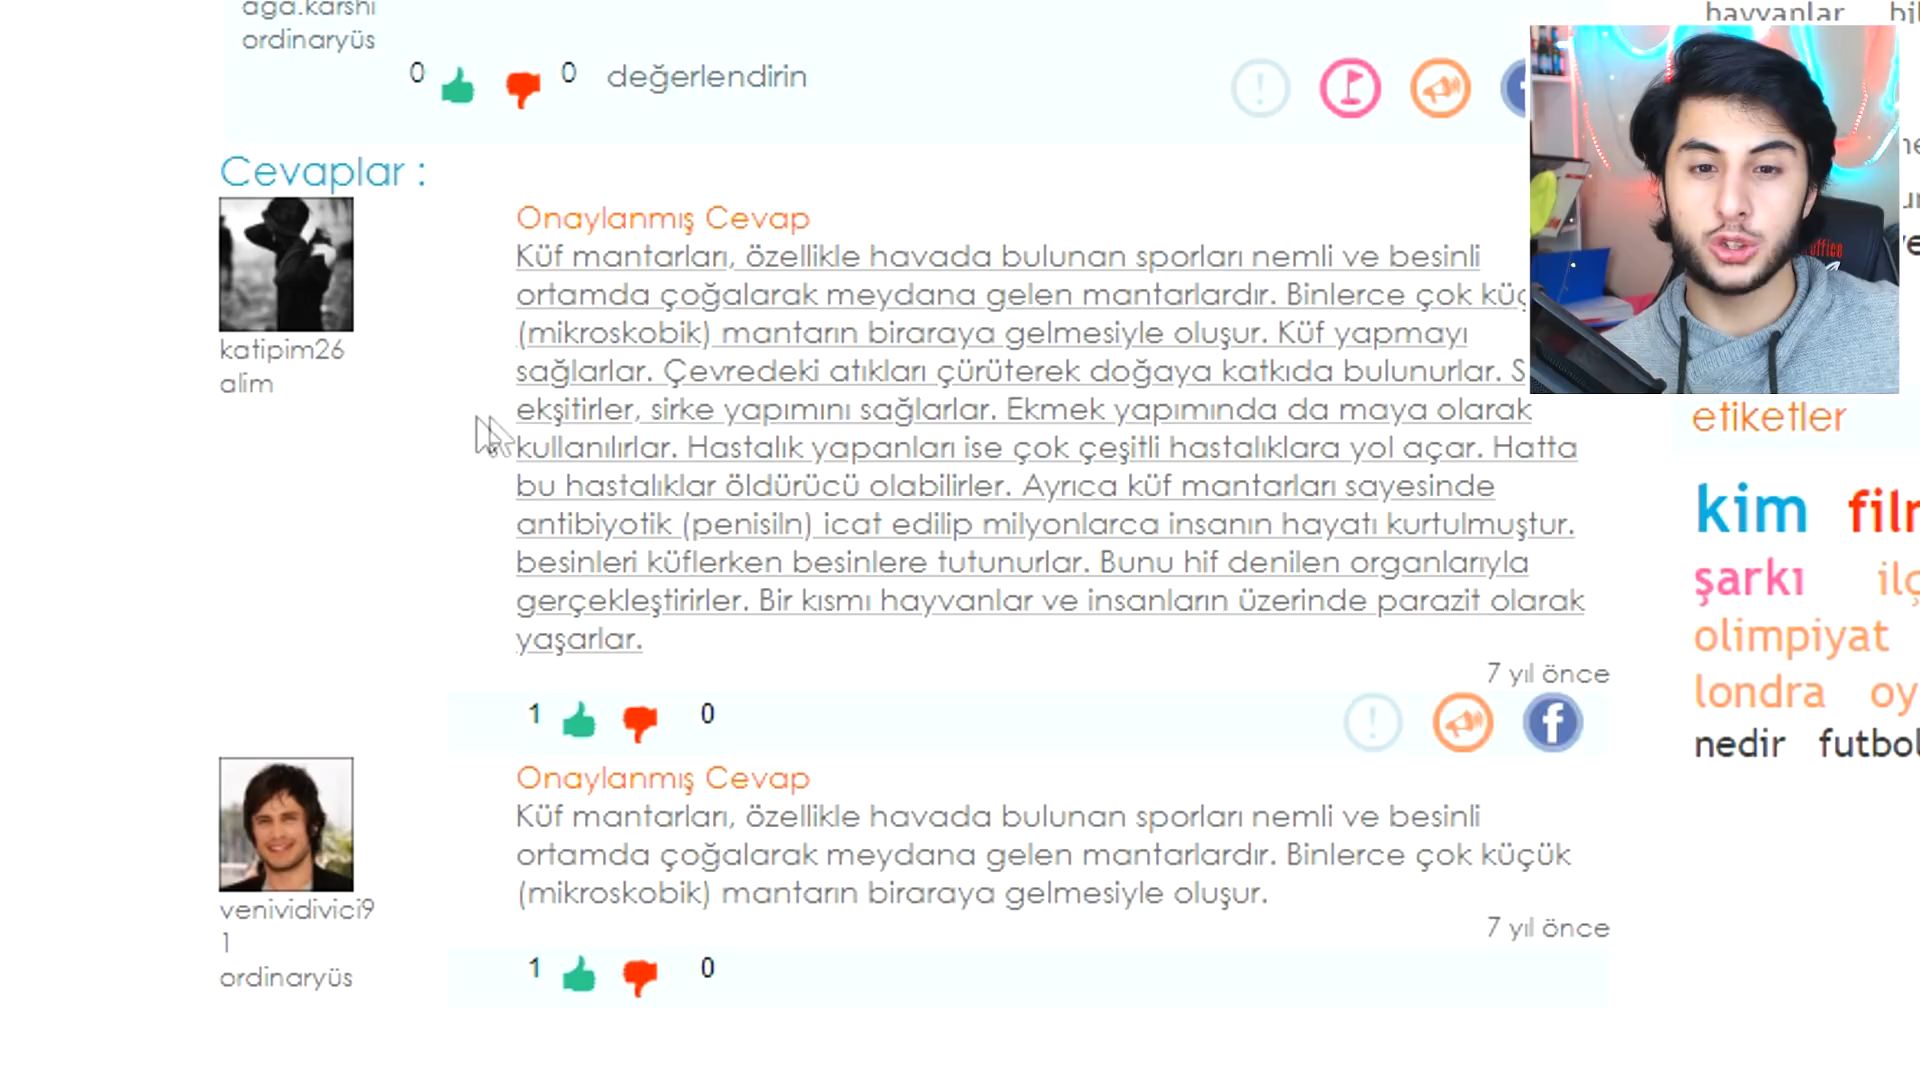 aga.karshi
ordinaryüs
0 0 değerlendirin
Cevaplar :
katipim26
alim
Onaylanmış Cevap
Küf mantarları, özellikle havada bulunan sporları nemli ve besinli
ortamda çoğalarak meydana gelen mantarlardır. Binlerce çok
(mikroskobik) mantarın biraraya gelmesiyle oluşur. Küf yapmayı
sağlarlar. Çevredeki atıkları çürüterek doğaya katkıda bulunurlar.
ekşitirler, sirke yapımını sağlarlar. Ekmek yapımında da maya olarak
kullanılırlar. Hastalık yapanları ise çok çeşitli hastalıklara yol açar. Hatta
bu hastalıklar öldürücü olabilirler. Ayrıca küf mantarları sayesinde
antibiyotik (penisiln) icat edilip milyonlarca insanın hayatı kurtulmuştur.
besinleri küflerken besinlere tutunurlar. Bunu hif denilen organlarıyla
gerçekleştirirler. Bir kısmı hayvanlar ve insanların üzerinde parazit olarak
yaşarlar.
7 yıl önce
1 0
venividivici9
1
ordinaryüs
Onaylanmış Cevap
Küf mantarları, özellikle havada bulunan sporları nemli ve besinli
ortamda çoğalarak meydana gelen mantarlardır. Binlerce çok küçük
(mikroskobik) mantarın biraraya gelmesiyle oluşur.
7 yıl önce
1 0
hayvanlar
office
etiketler
kim
şarkı
olimpiyat
londra
nedir futbol